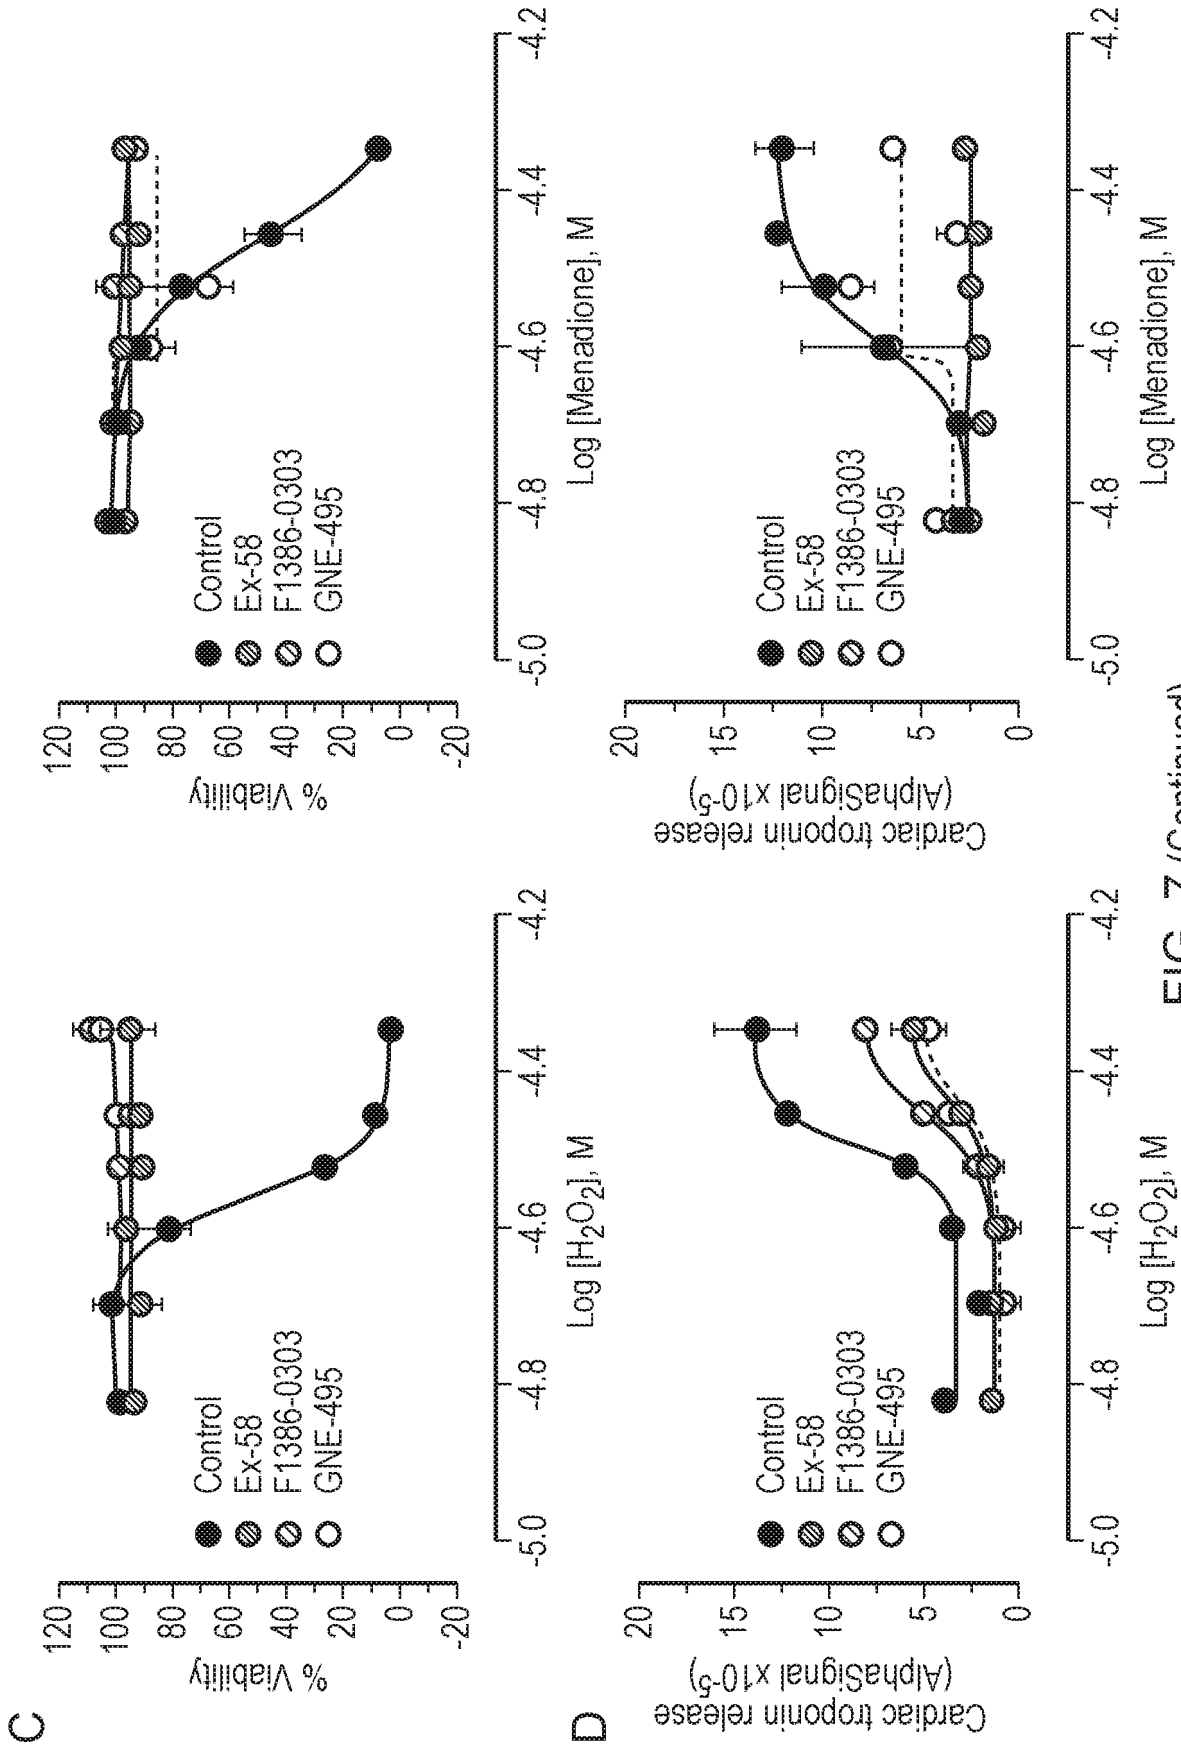 C
% Viability
120
100
80
60
40
20
0
-20
Control
Ex-58
F1386-0303
GNE-495
-5.0 -4.8 -4.6 -4.4 -4.2
Log [H₂O₂], M
% Viability
120
100
80
60
40
20
0
-20
Control
Ex-58
F1386-0303
GNE-495
-5.0 -4.8 -4.6 -4.4 -4.2
Log [Menadione], M
D
Cardiac troponin release
(AlphaSignal x10⁻⁵)
20
15
10
5
0
Control
Ex-58
F1386-0303
GNE-495
-5.0 -4.8 -4.6 -4.4 -4.2
Log [H₂O₂], M
Cardiac troponin release
(AlphaSignal x10⁻⁵)
20
15
10
5
0
Control
Ex-58
F1386-0303
GNE-495
-5.0 -4.8 -4.6 -4.4 -4.2
Log [Menadione], M
FIG. 7 (Continued)